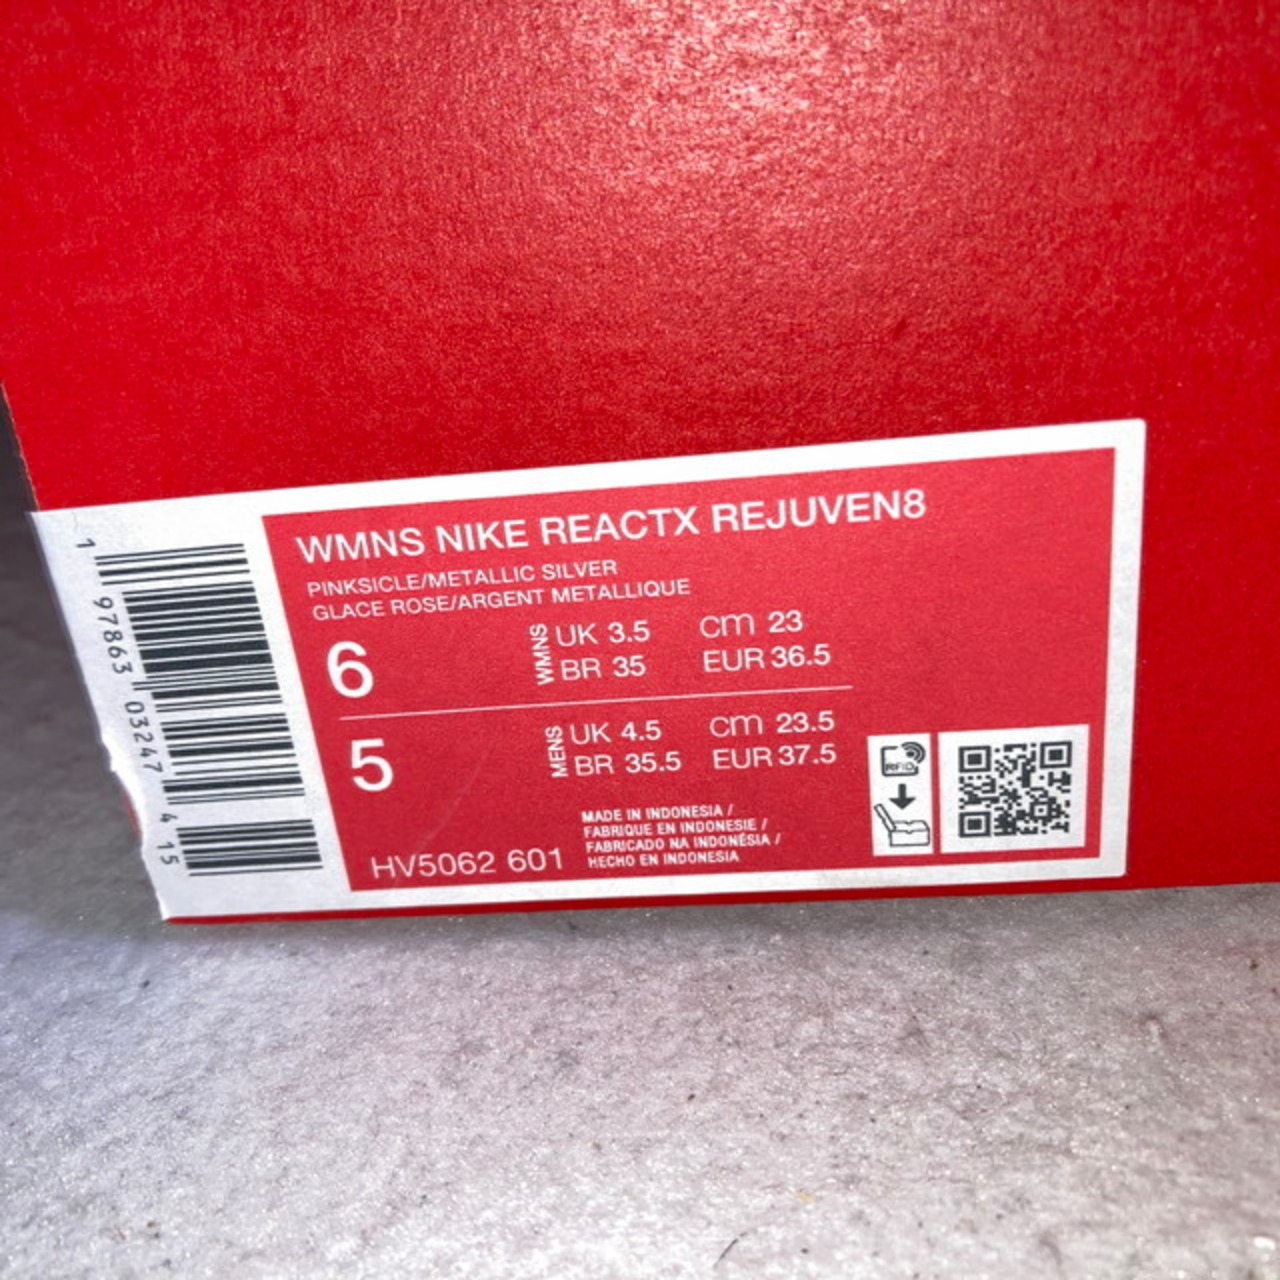 WMNS NIKE REACTX REJUVEN8
PINKSICLE/METALLIC SILVER
GLACE ROSE/ARGENT METALLIQUE
6 WMNS UK 3.5 cm 23
BR 35 EUR 36.5
5 MENS UK 4.5 cm 23.5
BR 35.5 EUR 37.5
MADE IN INDONESIA /
FABRIQUE EN INDONESIE /
FABRICADO NA INDONÉSIA /
HECHO EN INDONESIA
HV5062 601
RFID
1 97863 03247 4 15